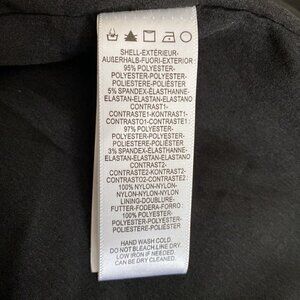 SHELL-EXTÉRIEUR-
AUßERHALB-FUORI-EXTERIOR:
95% POLYESTER-
POLYESTER-POLYESTER-
POLIESTERE-POLIÉSTER
5% SPANDEX-ÉLASTHANNE-
ELASTAN-ELASTAN-ELASTANO
CONTRAST1-
CONTRASTE1-KONTRAST1-
CONTRASTO1-CONTRASTE1:
97% POLYESTER-
POLYESTER-POLYESTER-
POLIESTERE-POLIÉSTER
3% SPANDEX-ÉLASTHANNE-
ELASTAN-ELASTAN-ELASTANO
CONTRAST2-
CONTRASTE2-KONTRAST2-
CONTRASTO2-CONTRASTE2:
100% NYLON-NYLON-
NYLON-NYLON-NYLON
LINING-DOUBLURE-
FUTTER-FODERA-FORRO:
100% POLYESTER-
POLYESTER-POLYESTER-
POLIESTERE-POLIÉSTER
HAND WASH COLD.
DO NOT BLEACH.LINE DRY.
LOW IRON IF NEEDED.
CAN BE DRY CLEANED.